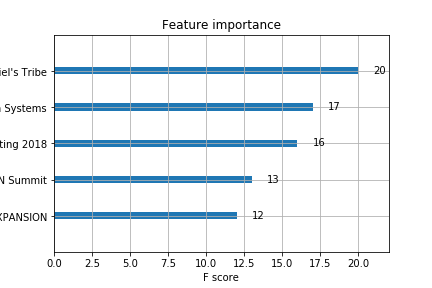 Feature importance
iel's Tribe
20
Systems
17
ting 2018
16
N Summit
13
XPANSION
12
0.0 2.5 5.0 7.5 10.0 12.5 15.0 17.5 20.0
F score